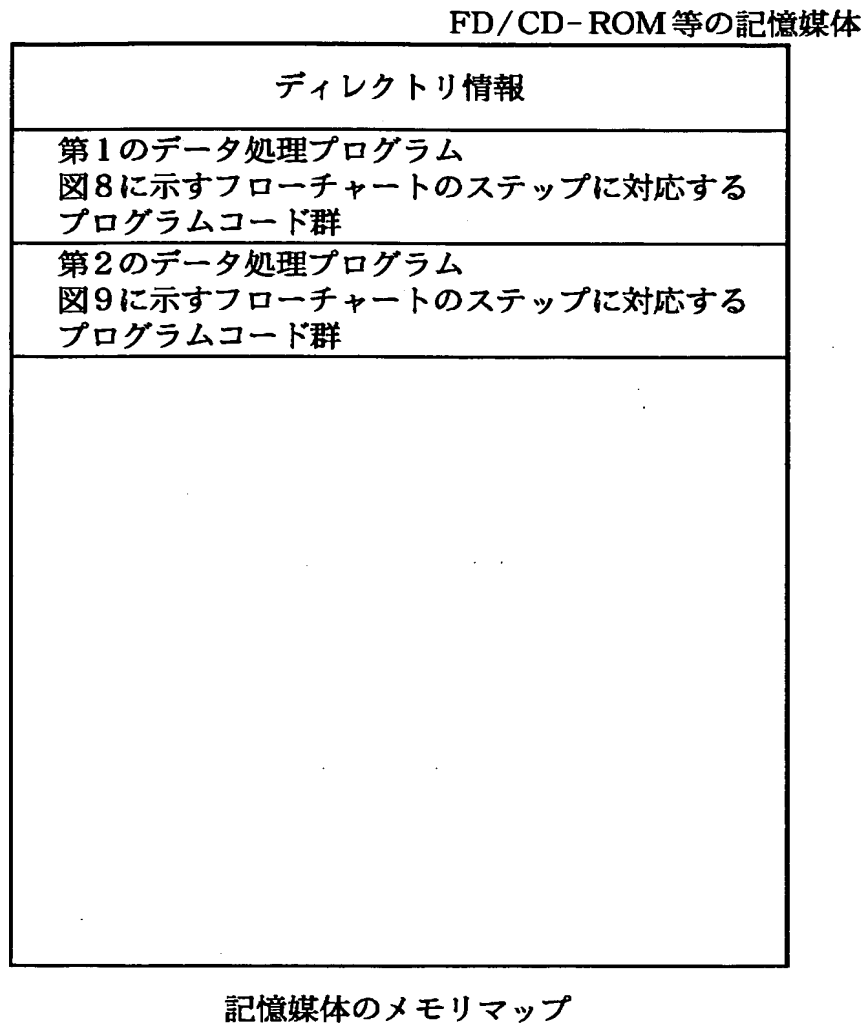 FD/CD-ROM等の記憶媒体
ディレクトリ情報
第1のデータ処理プログラム
図8に示すフローチャートのステップに対応する
プログラムコード群
第2のデータ処理プログラム
図9に示すフローチャートのステップに対応する
プログラムコード群
記憶媒体のメモリマップ